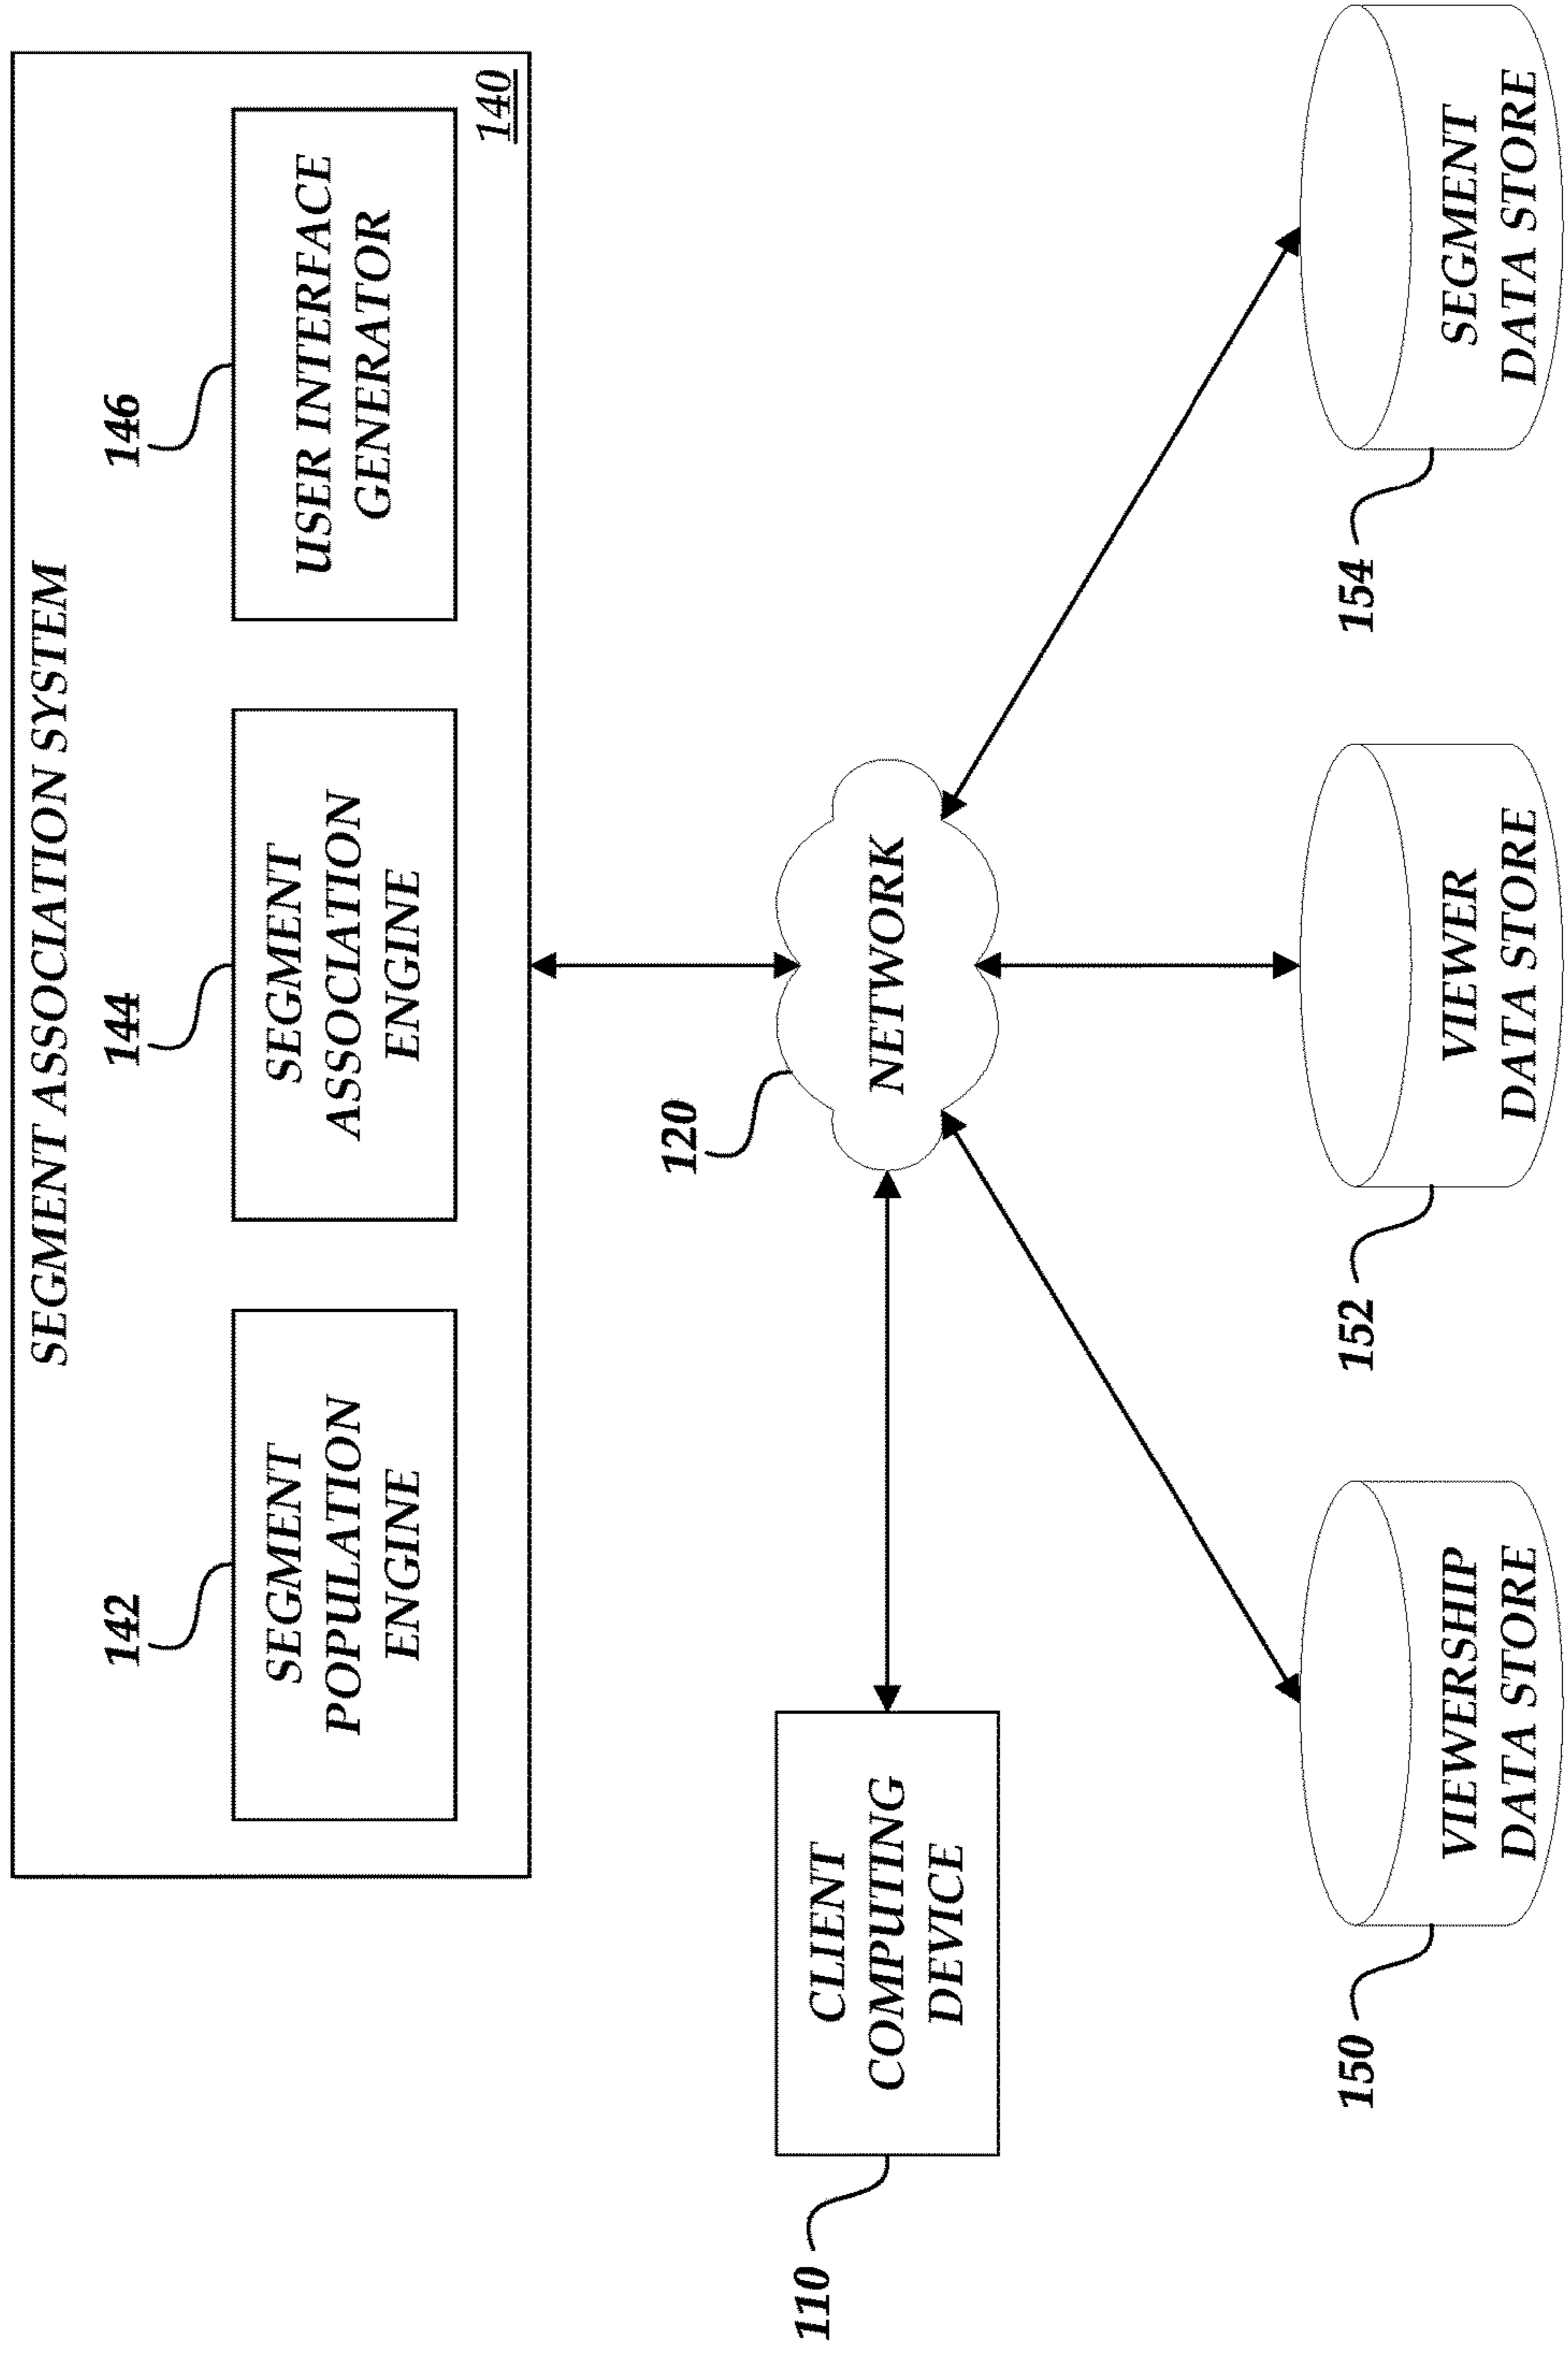 SEGMENT ASSOCIATION SYSTEM
142
144
146
SEGMENT
POPULATION
ENGINE
SEGMENT
ASSOCIATION
ENGINE
USER INTERFACE
GENERATOR
140
120
110
CLIENT
COMPUTING
DEVICE
NETWORK
150
152
154
VIEWERSHIP
DATA STORE
VIEWER
DATA STORE
SEGMENT
DATA STORE